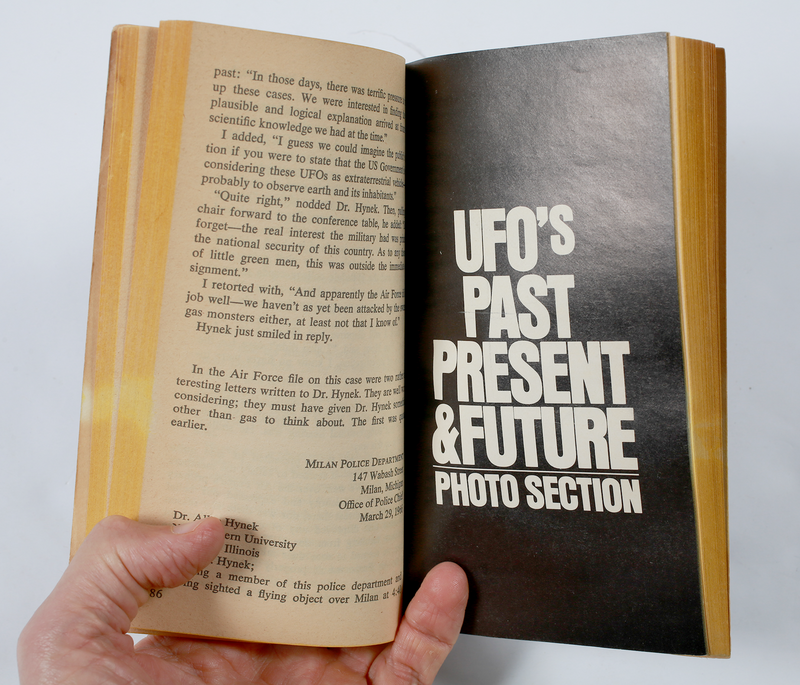 past: "In those days, there was terrific pressure
up these cases. We were interested in finding
plausible and logical explanation arrived at
scientific knowledge we had at the time."
I added, "I guess we could imagine the
tion if you were to state that the US Government
considering these UFOs as extraterrestrial
probably to observe earth and its inhabitants."
"Quite right," nodded Dr. Hynek. Then,
chair forward to the conference table, he added
forget—the real interest the military had was
the national security of this country. As to
of little green men, this was outside the
signment."
I retorted with, "And apparently the Air Force
job well—we haven't as yet been attacked by the
gas monsters either, at least not that I know of."
Hynek just smiled in reply.
In the Air Force file on this case were two rather
teresting letters written to Dr. Hynek. They are well
considering; they must have given Dr. Hynek
other than gas to think about. The first was
earlier.
MILAN POLICE DEPARTMENT
147 Wabash Street
Milan, Michigan
Office of Police Chief
March 29,
Dr. Hynek
ern University
Illinois
Hynek;
a member of this police department and
sighted a flying object over Milan at
86
UFO's
PAST
PRESENT
&FUTURE
PHOTO SECTION